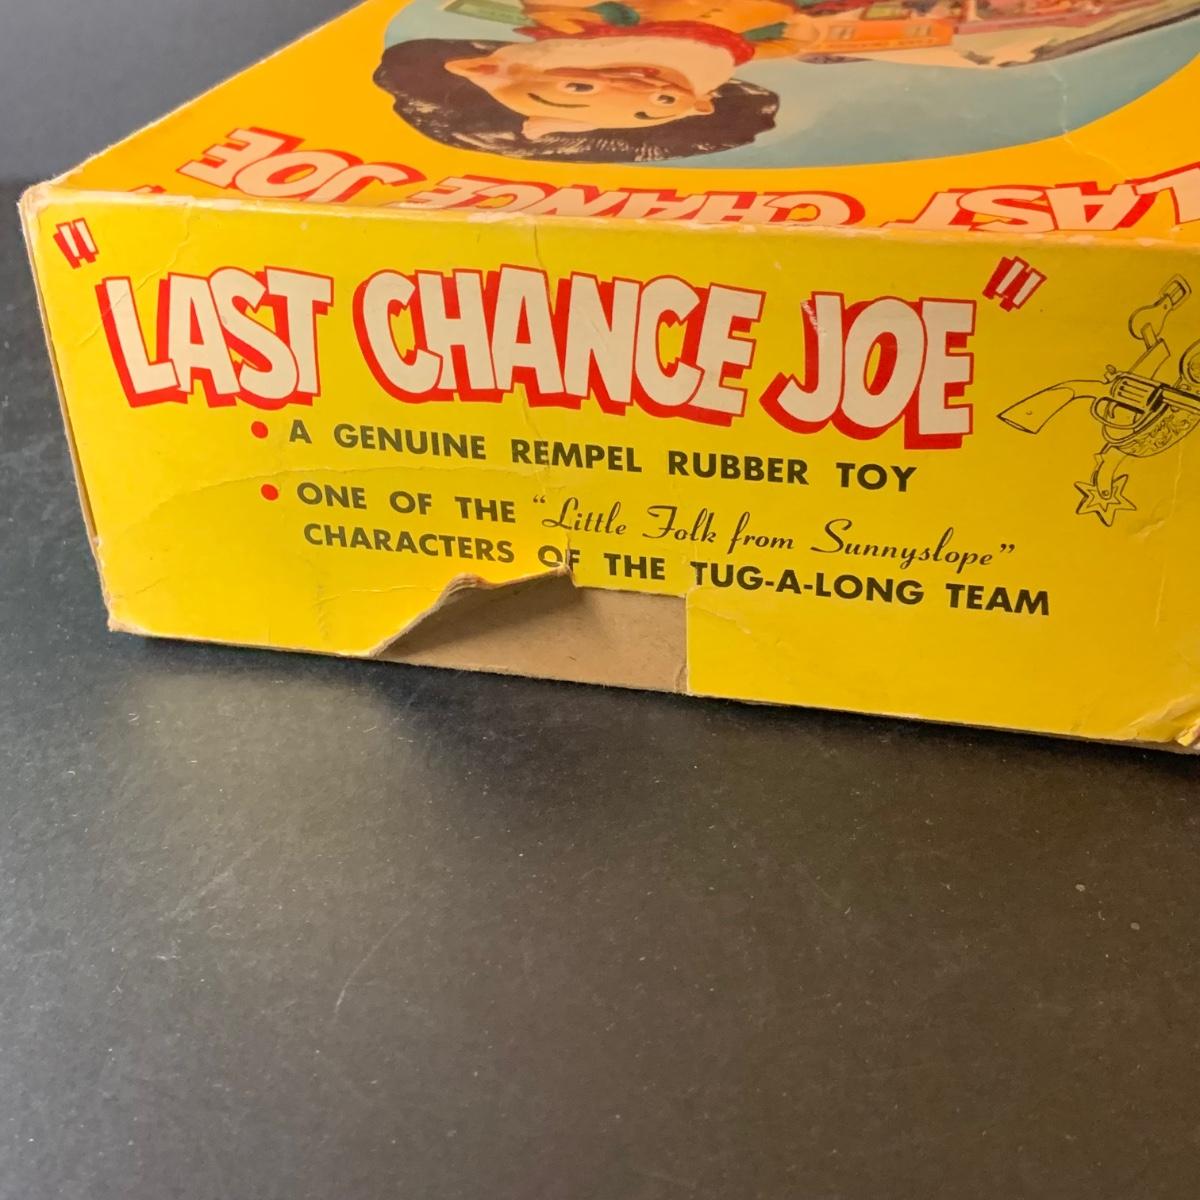 LAST CHANCE JOE
"LAST CHANCE JOE"
• A GENUINE REMPEL RUBBER TOY
• ONE OF THE "Little Folk from Sunnyslope"
CHARACTERS OF THE TUG-A-LONG TEAM